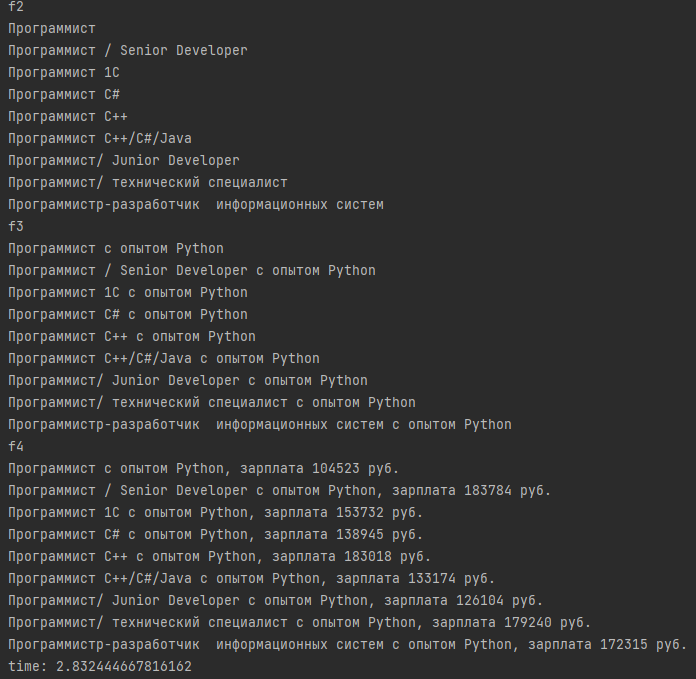 f2
Программист
Программист / Senior Developer
Программист 1C
Программист C#
Программист C++
Программист C++/C#/Java
Программист/ Junior Developer
Программист/ технический специалист
Программистр-разработчик  информационных систем
f3
Программист с опытом Python
Программист / Senior Developer с опытом Python
Программист 1C с опытом Python
Программист C# с опытом Python
Программист C++ с опытом Python
Программист C++/C#/Java с опытом Python
Программист/ Junior Developer с опытом Python
Программист/ технический специалист с опытом Python
Программистр-разработчик  информационных систем с опытом Python
f4
Программист с опытом Python, зарплата 104523 руб.
Программист / Senior Developer с опытом Python, зарплата 183784 руб.
Программист 1C с опытом Python, зарплата 153732 руб.
Программист C# с опытом Python, зарплата 138945 руб.
Программист C++ с опытом Python, зарплата 183018 руб.
Программист C++/C#/Java с опытом Python, зарплата 133174 руб.
Программист/ Junior Developer с опытом Python, зарплата 126104 руб.
Программист/ технический специалист с опытом Python, зарплата 179240 руб.
Программистр-разработчик  информационных систем с опытом Python, зарплата 172315 руб.
time: 2.832444667816162